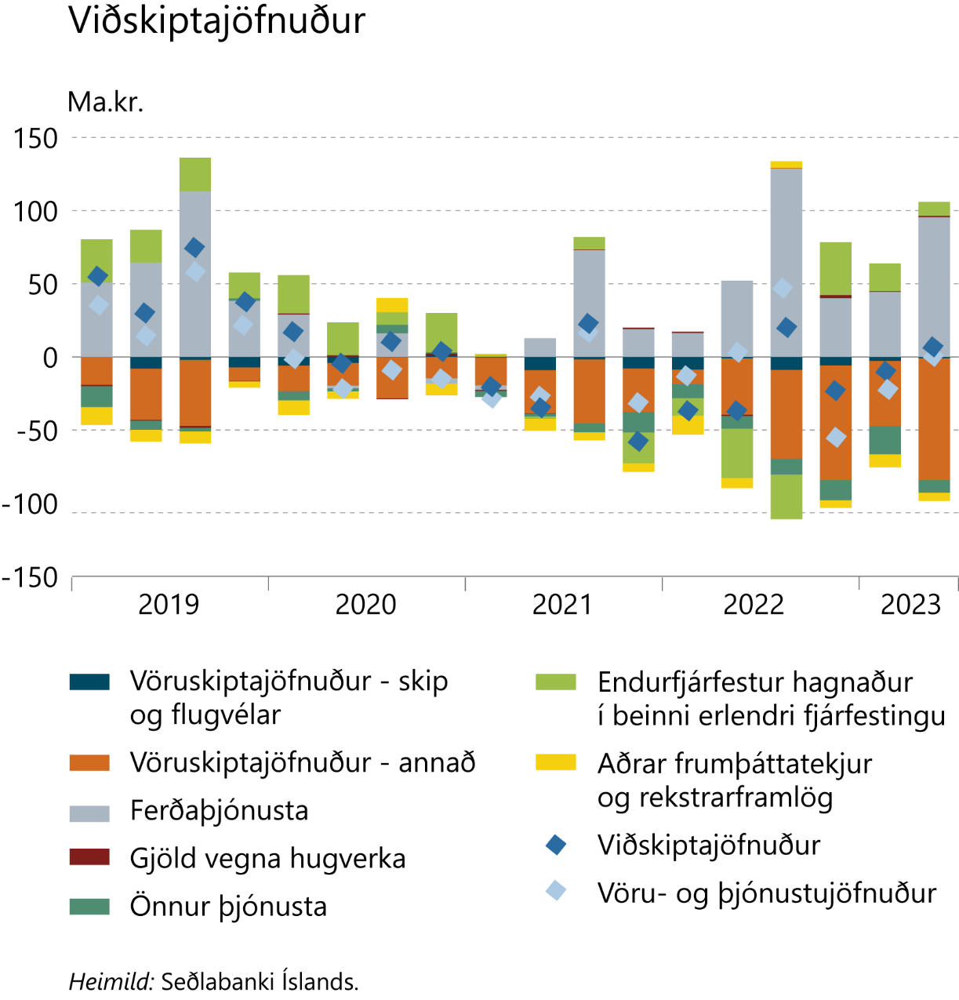 Viðskiptajöfnuður
Ma.kr.
150
100
50
0
-50
-100
-150
2019 2020 2021 2022 2023
Vöruskiptajöfnuður - skip
og flugvélar
Vöruskiptajöfnuður - annað
Ferðaþjónusta
Gjöld vegna hugverka
Önnur þjónusta
Endurfjárfestur hagnaður
í beinni erlendri fjárfestingu
Aðrar frumþáttatekjur
og rekstrarframlög
Viðskiptajöfnuður
Vöru- og þjónustujöfnuður
Heimild: Seðlabanki Íslands.